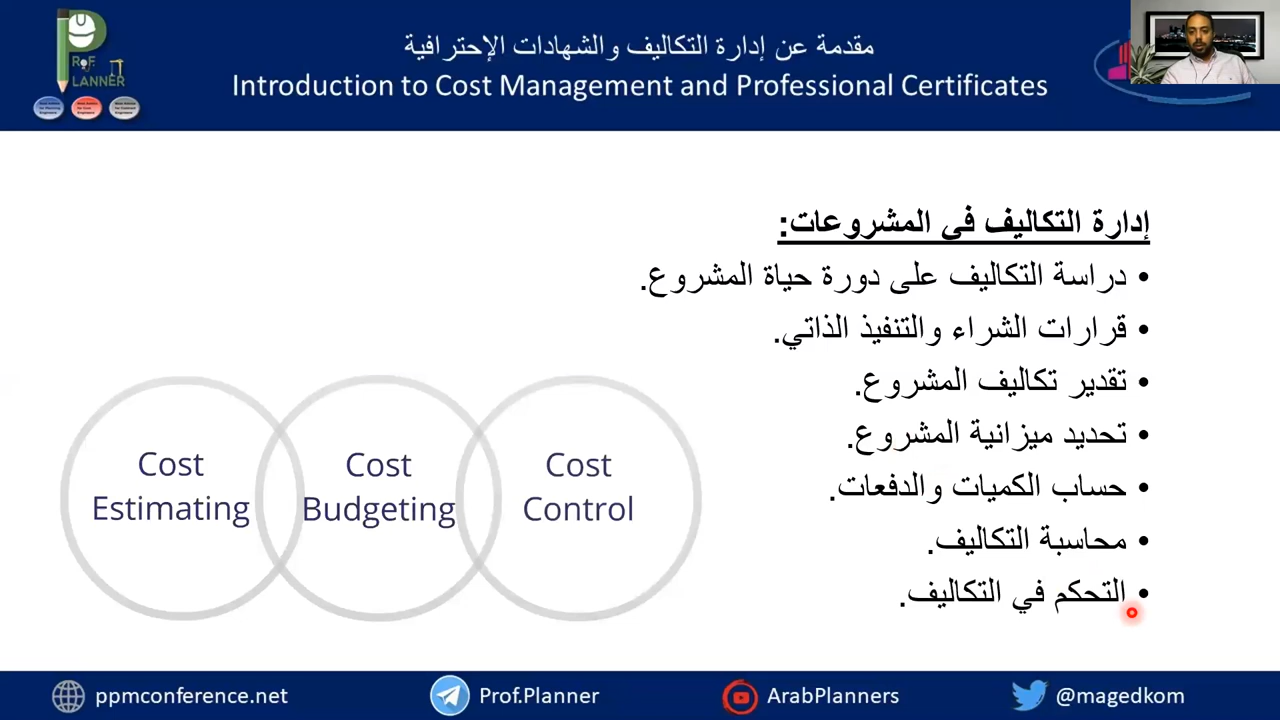 مقدمة عن إدارة التكاليف والشهادات الإحترافية
Introduction to Cost Management and Professional Certificates
P
R F
LANNER
إدارة التكاليف في المشروعات:
• دراسة التكاليف على دورة حياة المشروع.
• قرارات الشراء والتنفيذ الذاتي.
• تقدير تكاليف المشروع.
• تحديد ميزانية المشروع.
• حساب الكميات والدفعات.
• محاسبة التكاليف.
• التحكم في التكاليف.
Cost
Estimating
Cost
Budgeting
Cost
Control
ppmconference.net
Prof.Planner
ArabPlanners
@magedkom